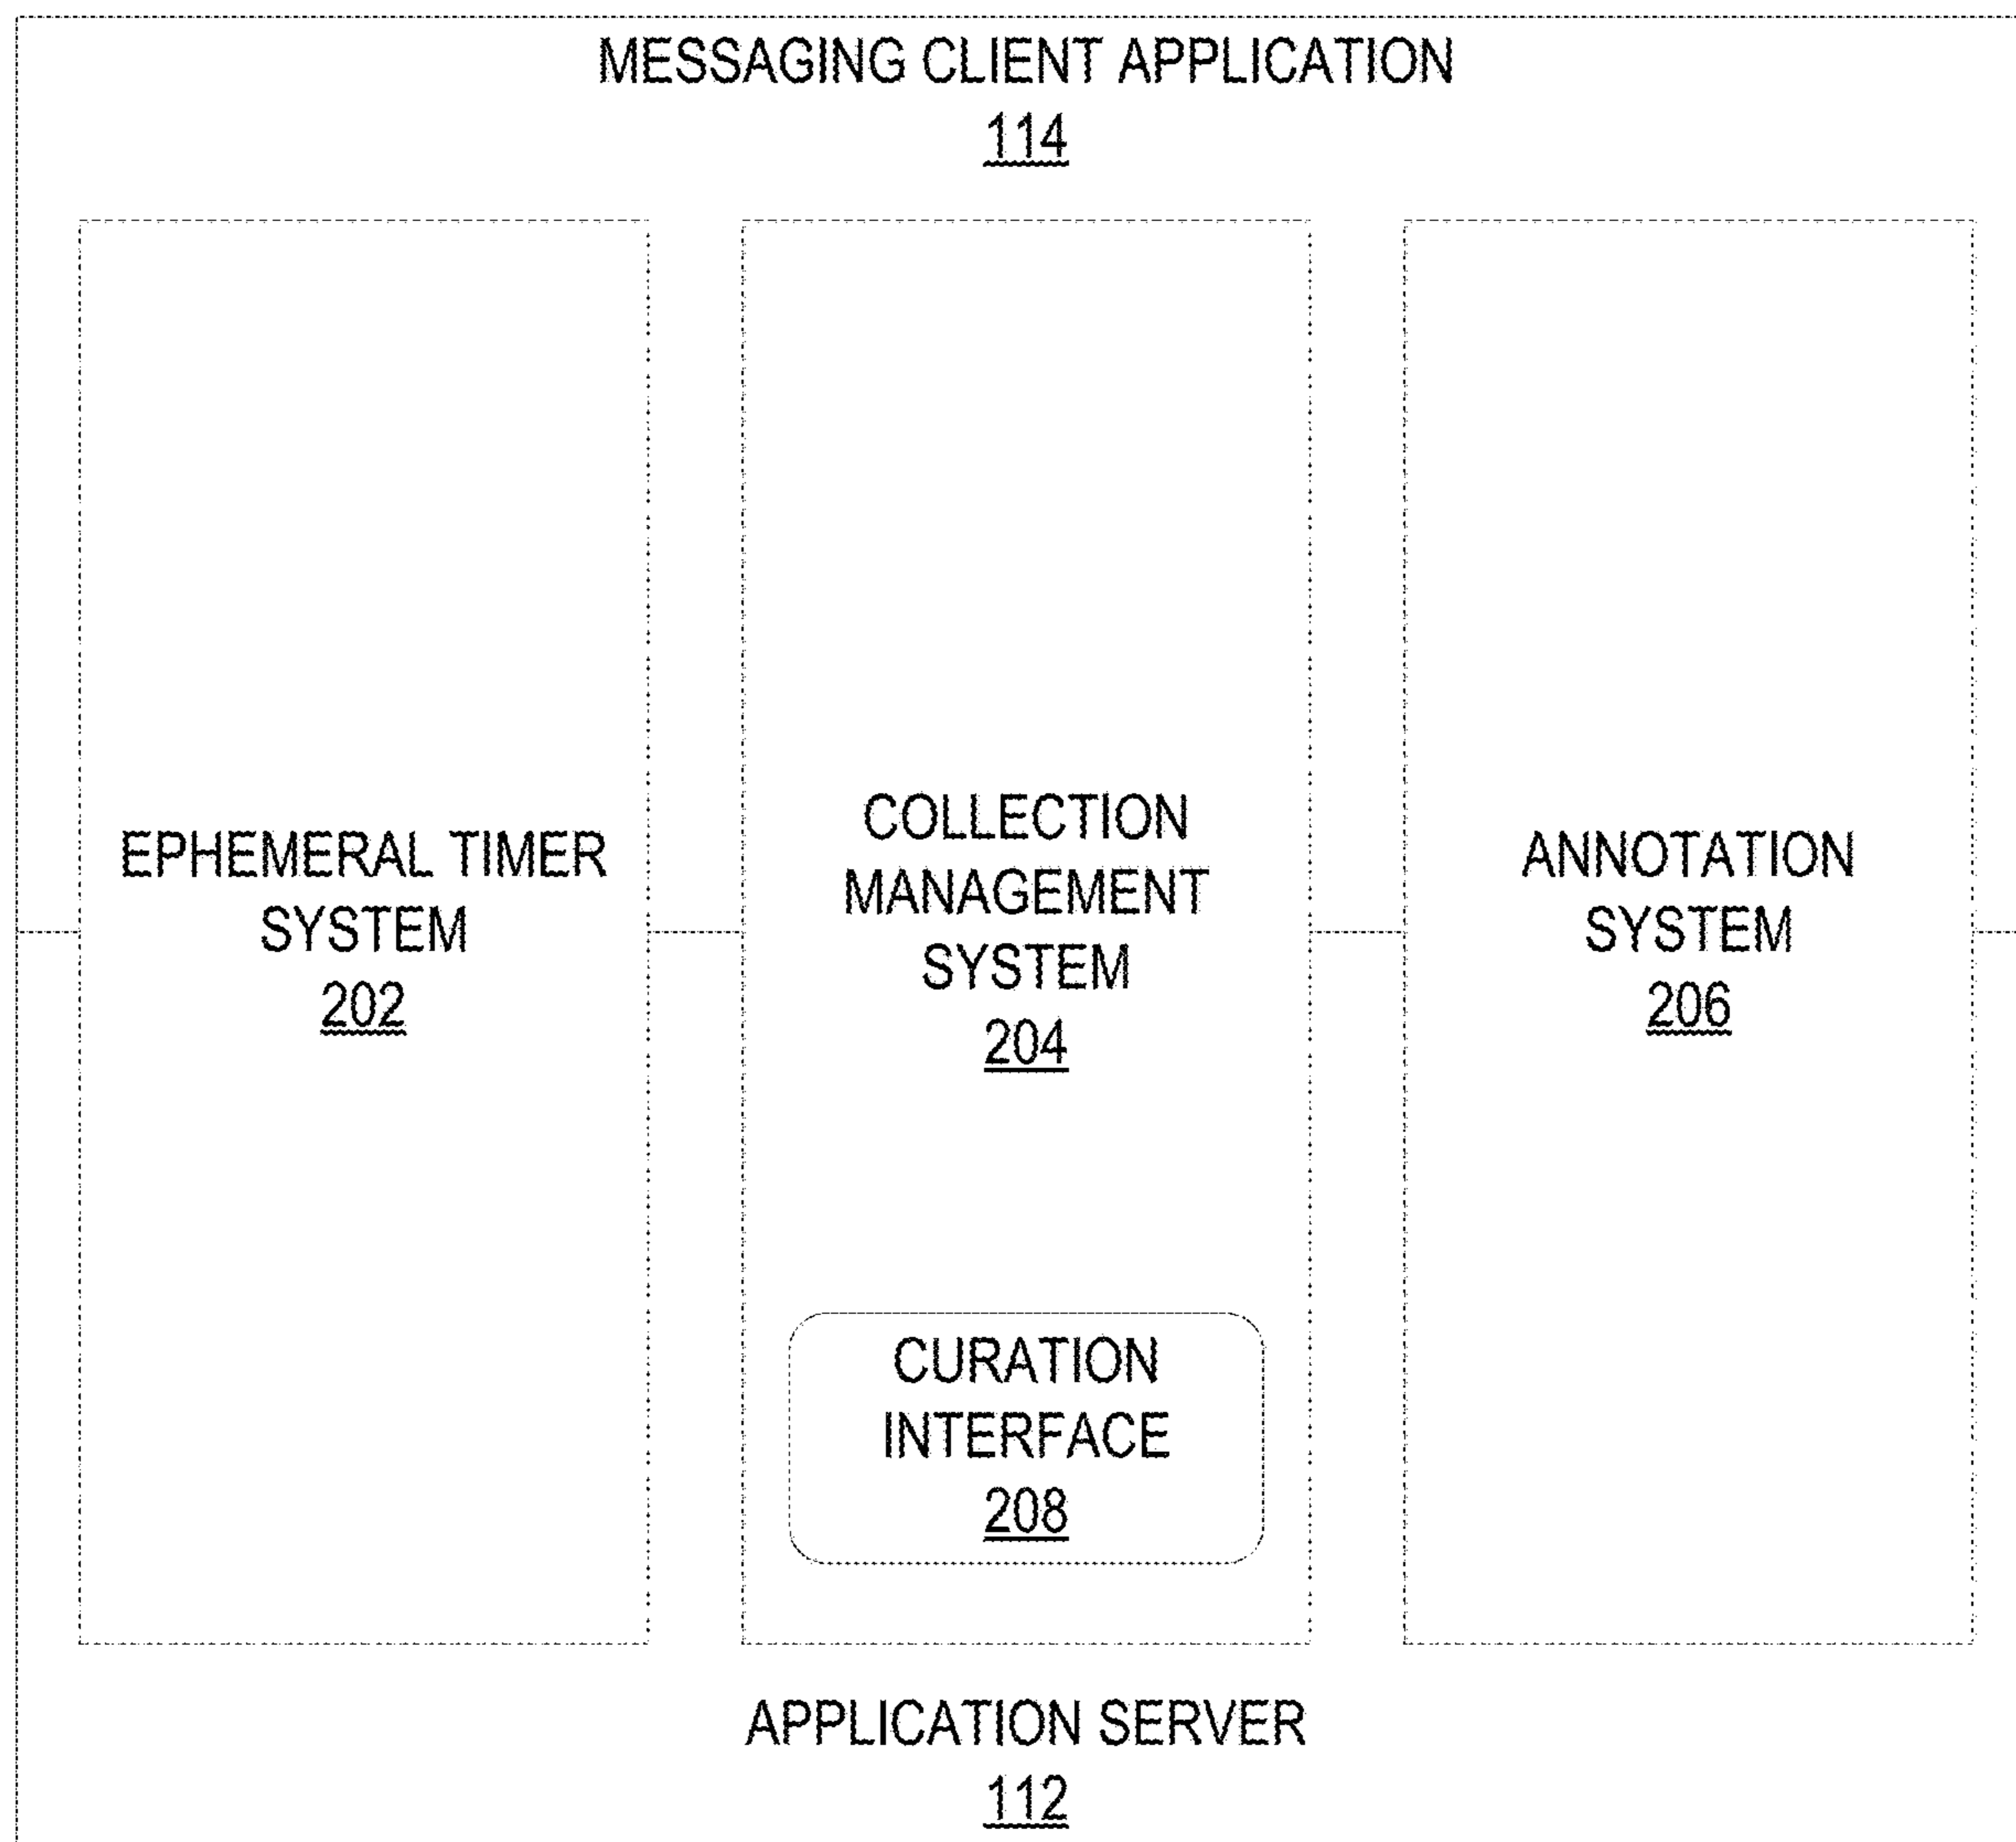 MESSAGING CLIENT APPLICATION
114
EPHEMERAL TIMER
SYSTEM
202
COLLECTION
MANAGEMENT
SYSTEM
204
ANNOTATION
SYSTEM
206
CURATION
INTERFACE
208
APPLICATION SERVER
112